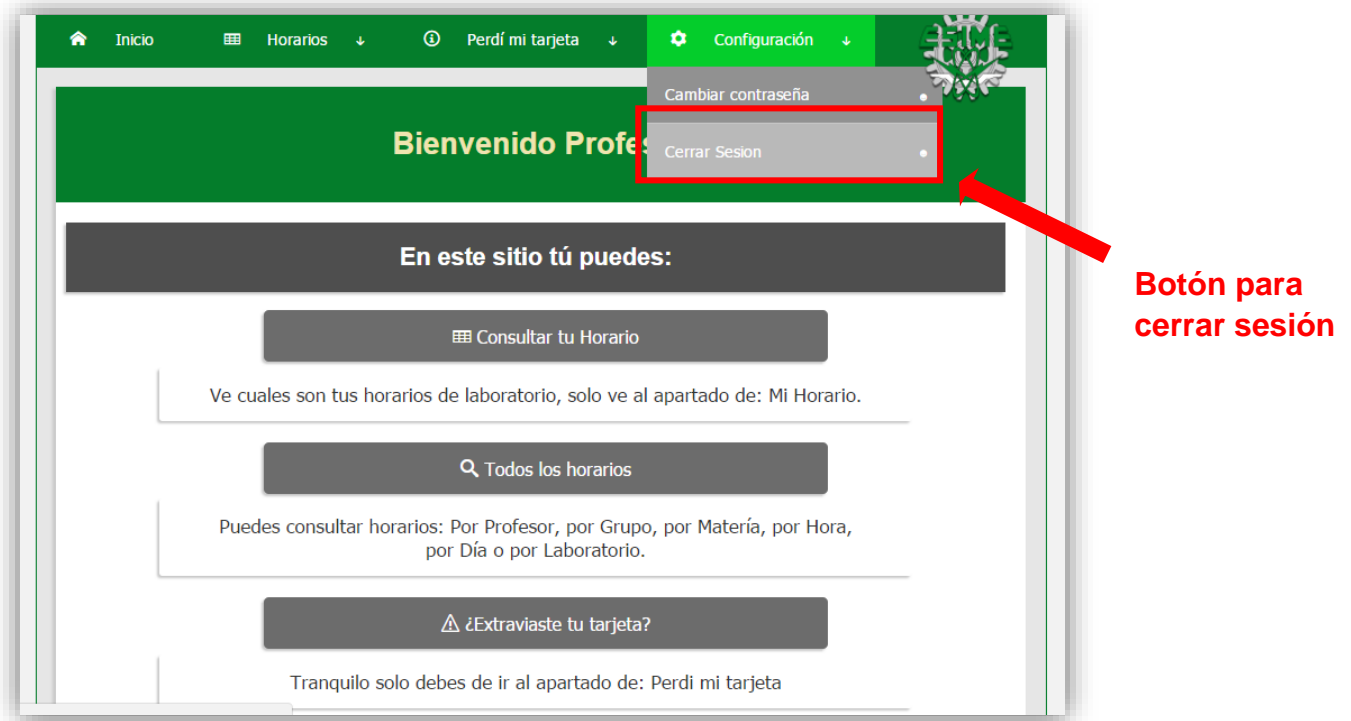 Inicio
Horarios
Perdí mi tarjeta
Configuración
Cambiar contraseña
Cerrar Sesion
Bienvenido
En este sitio tú puedes:
Consultar tu Horario
Ve cuales son tus horarios de laboratorio, solo ve al apartado de: Mi Horario.
Todos los horarios
Puedes consultar horarios: Por Profesor, por Grupo, por Matería, por Hora,
por Día o por Laboratorio.
¿Extraviaste tu tarjeta?
Tranquilo solo debes de ir al apartado de: Perdi mi tarjeta
Botón para
cerrar sesión